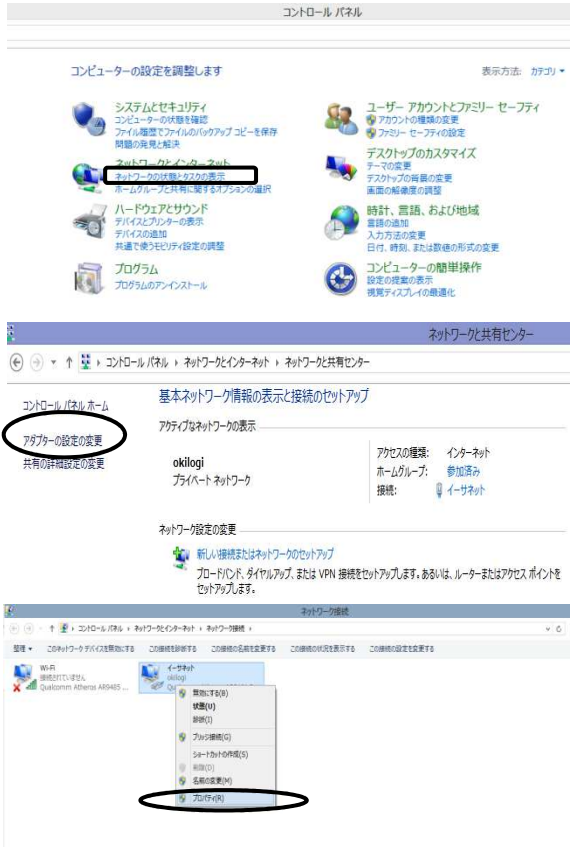 コントロール パネル
コンピューターの設定を調整します
表示方法: カテゴリ
システムとセキュリティ
コンピューターの状態を確認
ファイル履歴でファイルのバックアップ コピーを保存
問題の発見と解決
ネットワークとインターネット
ネットワークの状態とタスクの表示
ホームグループと共有に関するオプションの選択
ハードウェアとサウンド
デバイスとプリンターの表示
デバイスの追加
共通で使うモビリティ設定の調整
プログラム
プログラムのアンインストール
ユーザー アカウントとファミリー セーフティ
アカウントの種類の変更
ファミリー セーフティの設定
デスクトップのカスタマイズ
テーマの変更
デスクトップの背景の変更
画面の解像度の調整
時計、言語、および地域
言語の追加
入力方法の変更
日付、時刻、または数値の形式の変更
コンピューターの簡単操作
設定の提案の表示
視覚ディスプレイの最適化
ネットワークと共有センター
コントロール パネル ネットワークとインターネット ネットワークと共有センター
コントロール パネル ホーム
アダプターの設定の変更
共有の詳細設定の変更
基本ネットワーク情報の表示と接続のセットアップ
アクティブなネットワークの表示
okilogi
プライベート ネットワーク
アクセスの種類: インターネット
ホームグループ: 参加済み
接続: イーサネット
ネットワーク設定の変更
新しい接続またはネットワークのセットアップ
ブロードバンド、ダイヤルアップ、または VPN 接続をセットアップします。あるいは、ルーターまたはアクセス ポイントを
セットアップします。
ネットワーク接続
コントロール パネル ネットワークとインターネット ネットワーク接続
整理 このネットワーク デバイスを無効にする この接続を診断する この接続の名前を変更する この接続の状況を表示する この接続の設定を変更する
Wi-Fi
接続されていません
Qualcomm Atheros AR9485 ...
イーサネット
okilogi
無効にする(B)
状態(U)
診断(I)
ブリッジ接続(G)
ショートカットの作成(S)
削除(D)
名前の変更(M)
プロパティ(R)